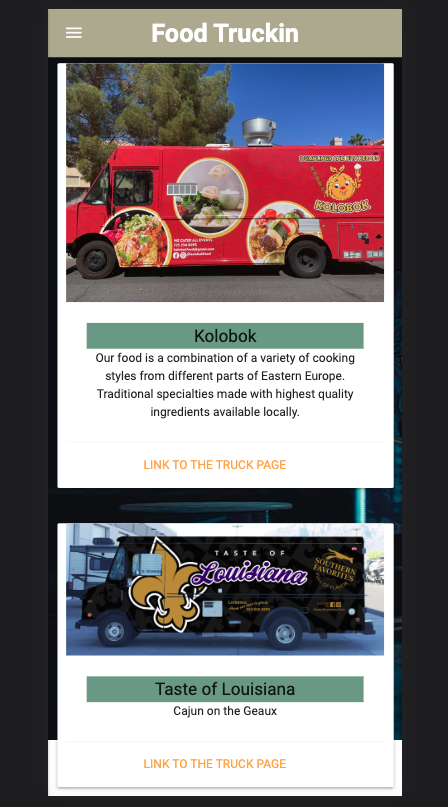 Food Truckin
KOLOBOK
WE CATER ALL EVENTS
Kolobok
Our food is a combination of a variety of cooking
styles from different parts of Eastern Europe.
Traditional specialties made with highest quality
ingredients available locally.
LINK TO THE TRUCK PAGE
TASTE OF
Louisiana
SOUTHERN
FAVORITES
Taste of Louisiana
Cajun on the Geaux
LINK TO THE TRUCK PAGE